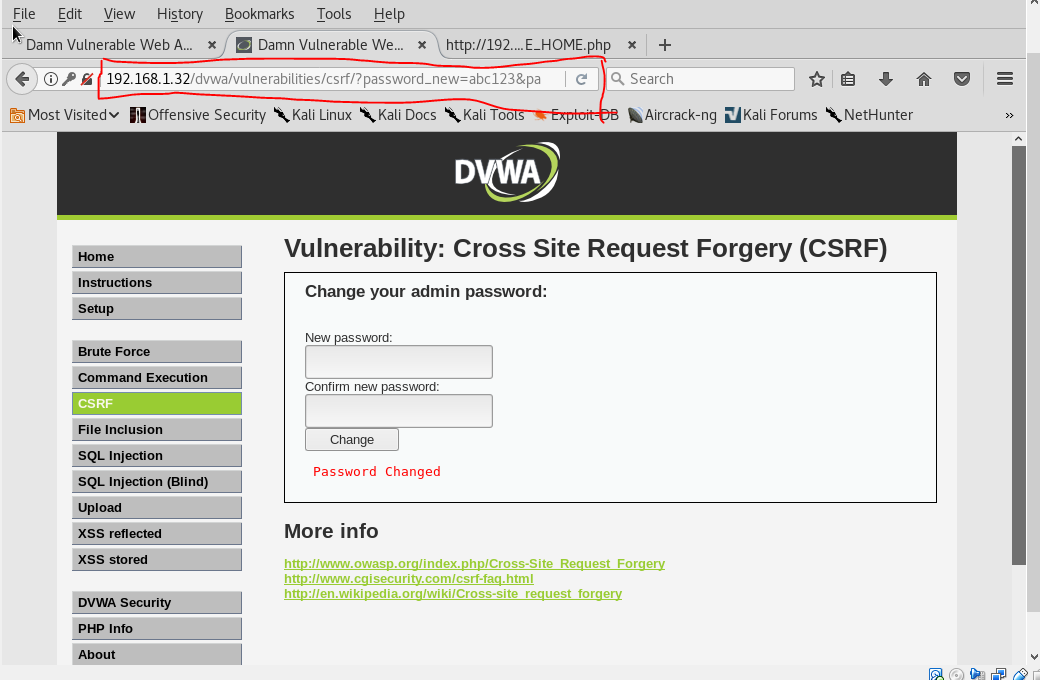 File Edit View History Bookmarks Tools Help
Damn Vulnerable Web A... × Damn Vulnerable We... × http://192....E_HOME.php × +
192.168.1.32/dvwa/vulnerabilities/csrf/?password_new=abc123&pa Search
Most Visited Offensive Security Kali Linux Kali Docs Kali Tools Exploit-DB Aircrack-ng Kali Forums NetHunter »
DVWA
Home
Instructions
Setup
Brute Force
Command Execution
CSRF
File Inclusion
SQL Injection
SQL Injection (Blind)
Upload
XSS reflected
XSS stored
DVWA Security
PHP Info
About
Vulnerability: Cross Site Request Forgery (CSRF)
Change your admin password:
New password:
Confirm new password:
Change
Password Changed
More info
http://www.owasp.org/index.php/Cross-Site_Request_Forgery
http://www.cgisecurity.com/csrf-faq.html
http://en.wikipedia.org/wiki/Cross-site_request_forgery